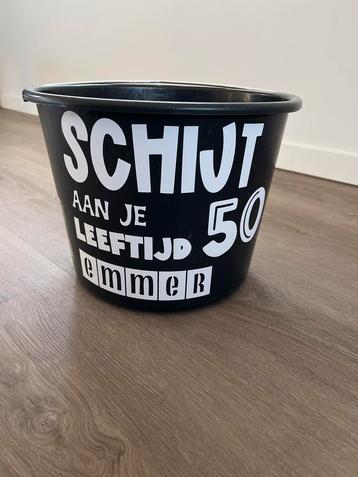 SCHIJT
AAN JE
LEEFTIJD 50
emmER